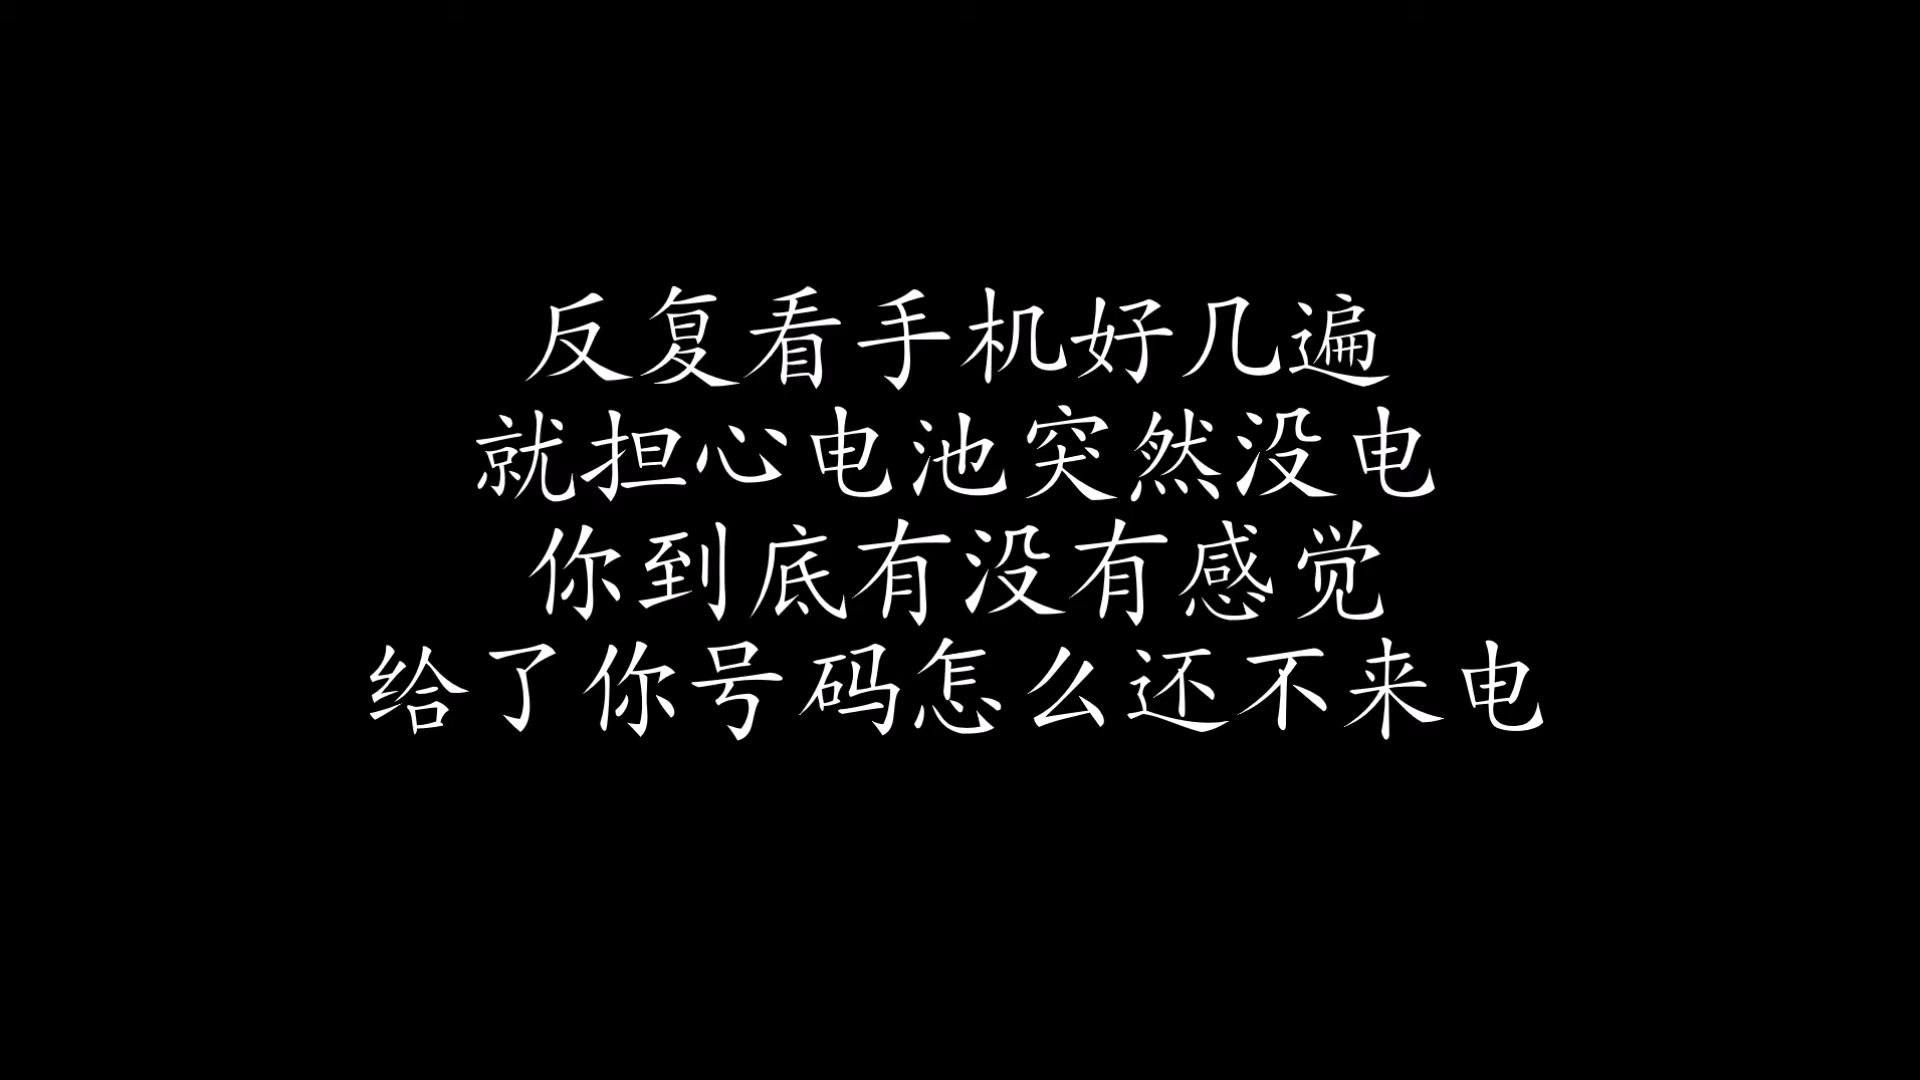 反复看手机好几遍
就担心电池突然没电
你到底有没有感觉
给了你号码怎么还不来电